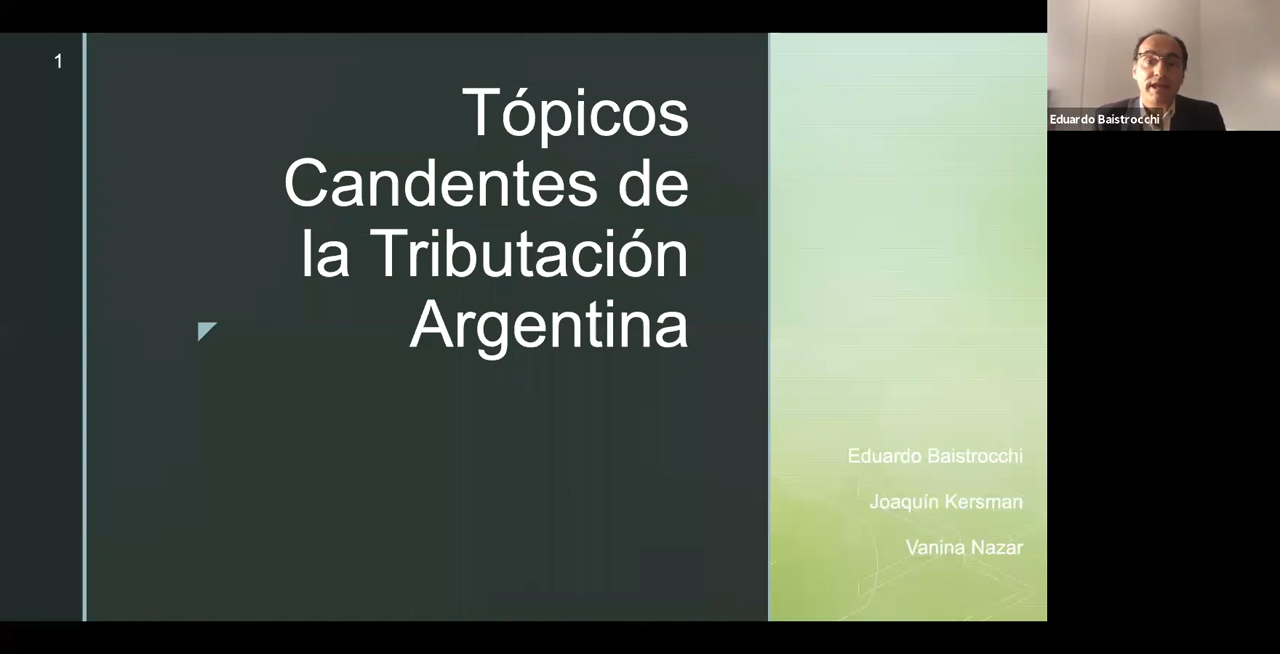 1
Tópicos
Candentes de
la Tributación
Argentina
Eduardo Baistrocchi
Joaquín Kersman
Vanina Nazar
Eduardo Baistrocchi